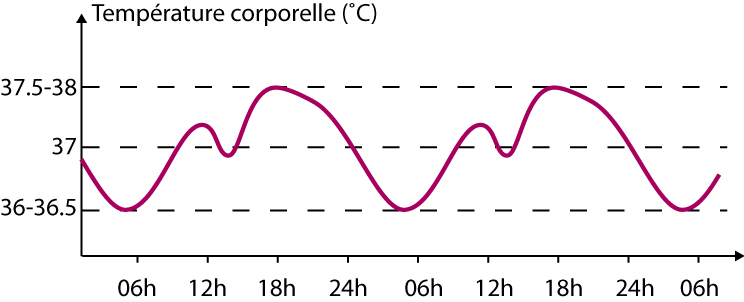 Température corporelle (˚C)
37.5-38
37
36-36.5
06h 12h 18h 24h 06h 12h 18h 24h 06h